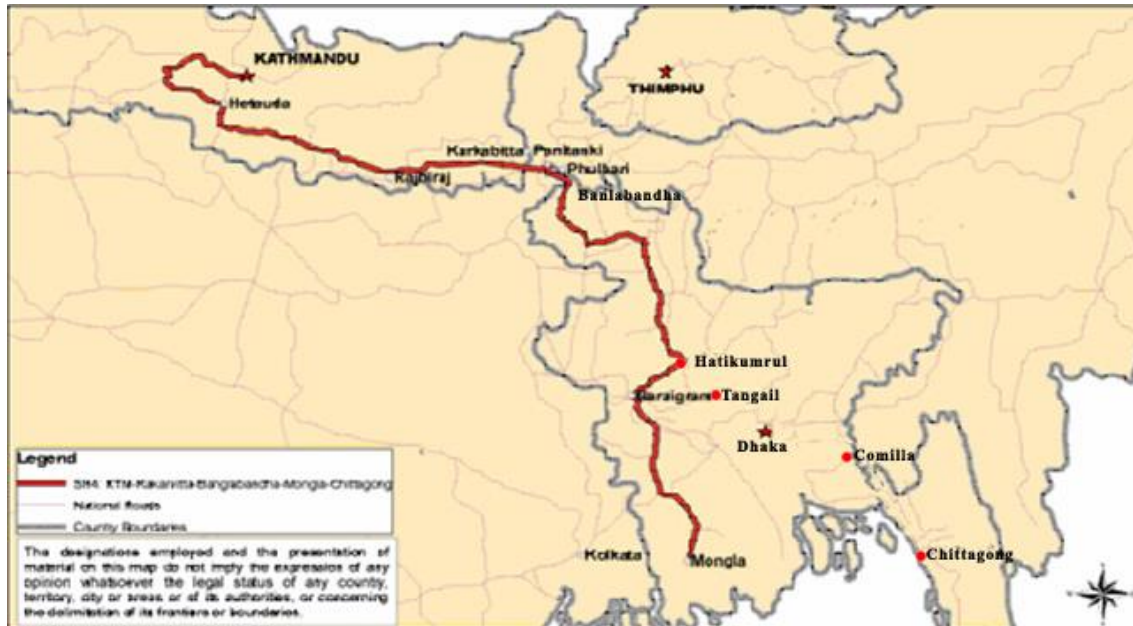 KATHMANDU
THIMPHU
Hetauda
Karkabitta
Panitanki
Phulbari
Rajbiraj
Banlabandha
Hatikumrul
Tangail
Dhaka
Comilla
Kolkata
Mongla
Chittagong
Legend
National Roads
County Boundaries
The designations employed and the presentation of
material on this map do not imply the expression of any
opinion whatsoever the legal status of any country,
territory, city or areas or of its authorities, or concerning
the delimitation of its frontiers or boundaries.